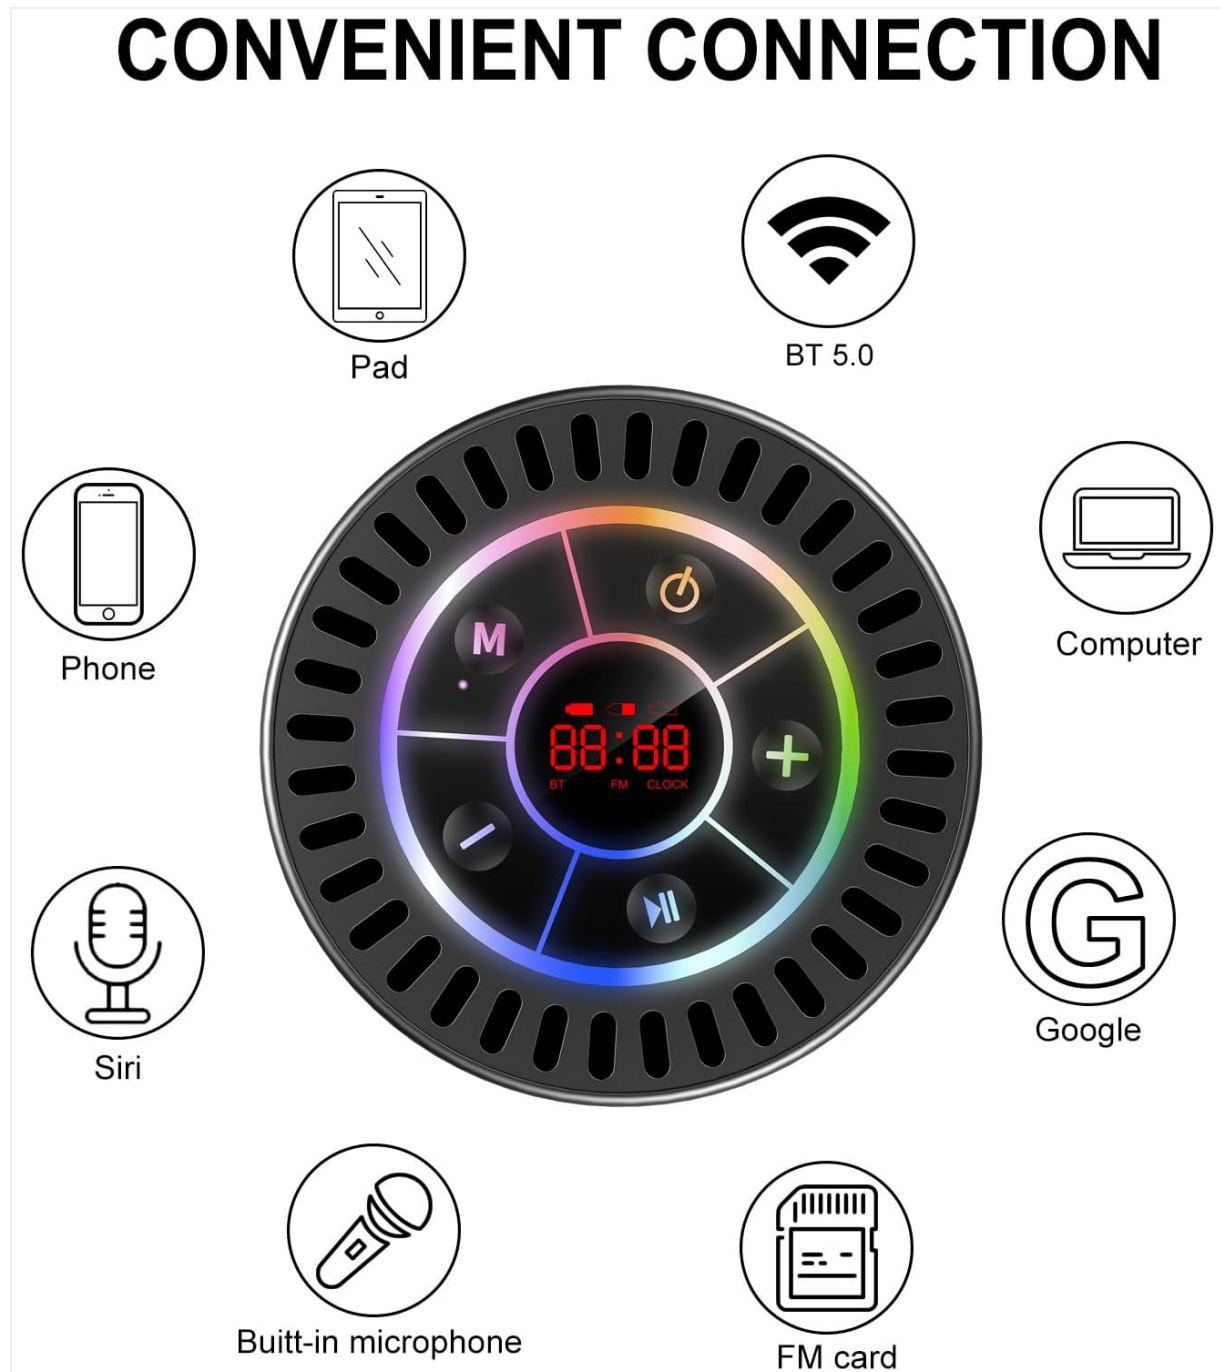 CONVENIENT CONNECTION
Pad
BT 5.0
Phone
Computer
M
88:88
BT FM CLOCK
Siri
G
Google
Buitt-in microphone
FM card